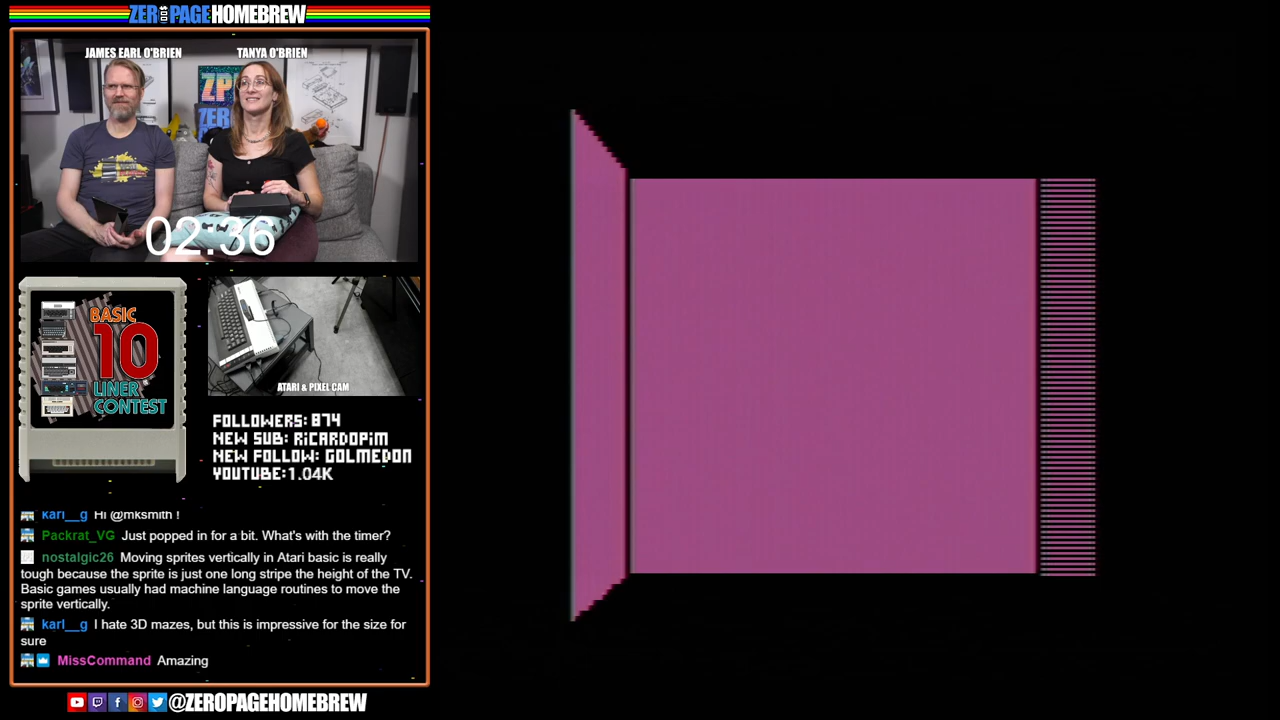 ZEROPAGE HOMEBREW
JAMES EARL O'BRIEN
TANYA O'BRIEN
ZP
ZERO
02:36
BASIC
10
LINER
CONTEST
ATARI & PIXEL CAM
FOLLOWERS: 874
NEW SUB: RICARDOPIM
NEW FOLLOW: GOLMEDON
YOUTUBE:1.04K
karl__g Hi @mksmith !
Packrat_VG Just popped in for a bit. What's with the timer?
nostalgic26 Moving sprites vertically in Atari basic is really
tough because the sprite is just one long stripe the height of the TV.
Basic games usually had machine language routines to move the
sprite vertically.
karl__g I hate 3D mazes, but this is impressive for the size for
sure
MissCommand Amazing
@ZEROPAGEHOMEBREW